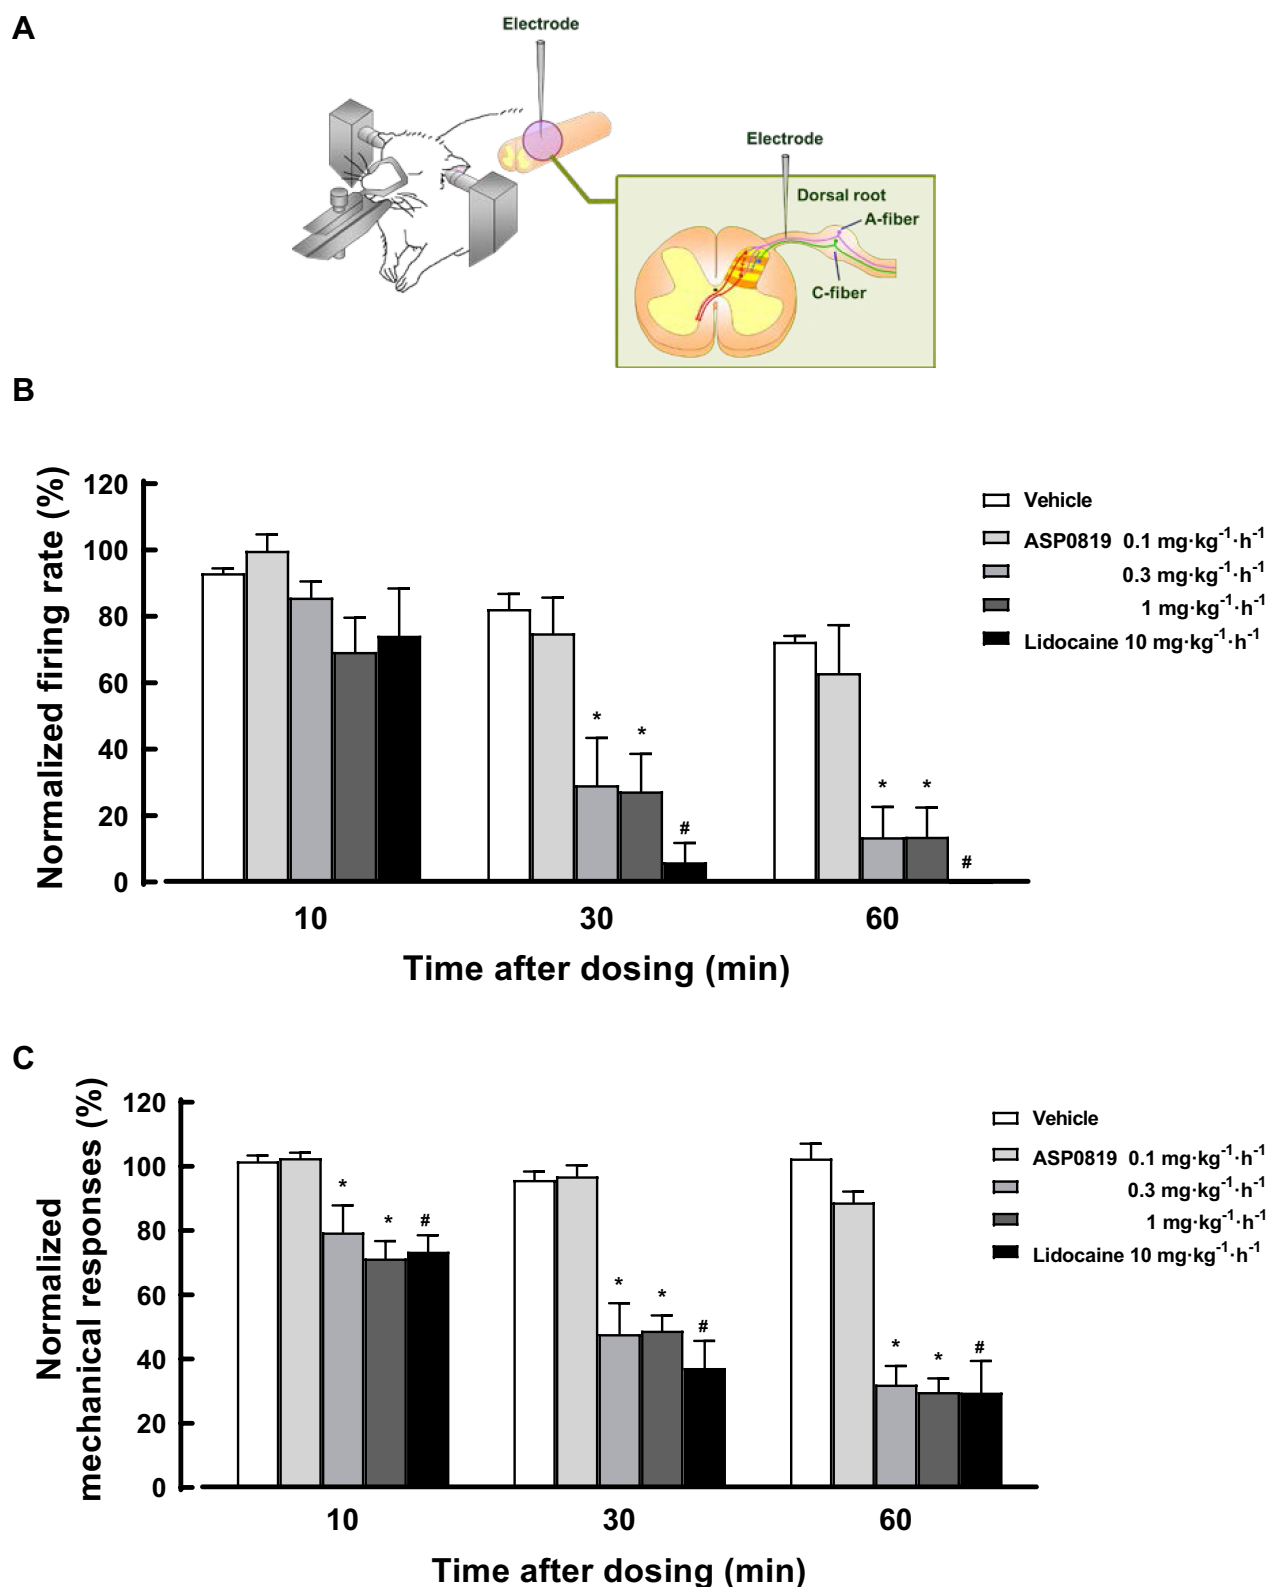 A
Electrode
Electrode
Dorsal root
A-fiber
C-fiber
B
Normalized firing rate (%)
120
100
80
60
40
20
0
* * #
* * #
10 30 60
Time after dosing (min)
Vehicle
ASP0819 0.1 mg·kg⁻¹·h⁻¹
0.3 mg·kg⁻¹·h⁻¹
1 mg·kg⁻¹·h⁻¹
Lidocaine 10 mg·kg⁻¹·h⁻¹
C
Normalized
mechanical responses (%)
120
100
80
60
40
20
0
* * #
* * #
* * #
10 30 60
Time after dosing (min)
Vehicle
ASP0819 0.1 mg·kg⁻¹·h⁻¹
0.3 mg·kg⁻¹·h⁻¹
1 mg·kg⁻¹·h⁻¹
Lidocaine 10 mg·kg⁻¹·h⁻¹